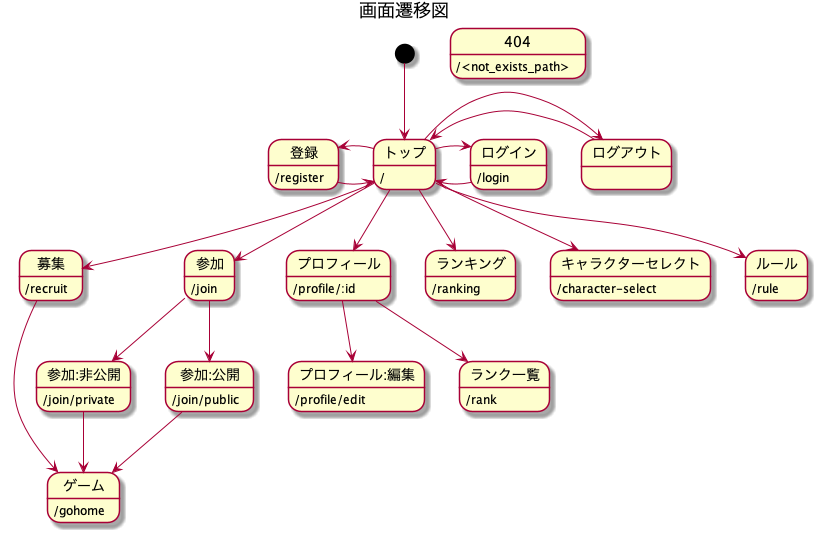 画面遷移図
404
/<not_exists_path>
登録
/register
トップ
/
ログイン
/login
ログアウト
募集
/recruit
参加
/join
プロフィール
/profile/:id
ランキング
/ranking
キャラクターセレクト
/character-select
ルール
/rule
参加:非公開
/join/private
参加:公開
/join/public
プロフィール:編集
/profile/edit
ランク一覧
/rank
ゲーム
/gohome